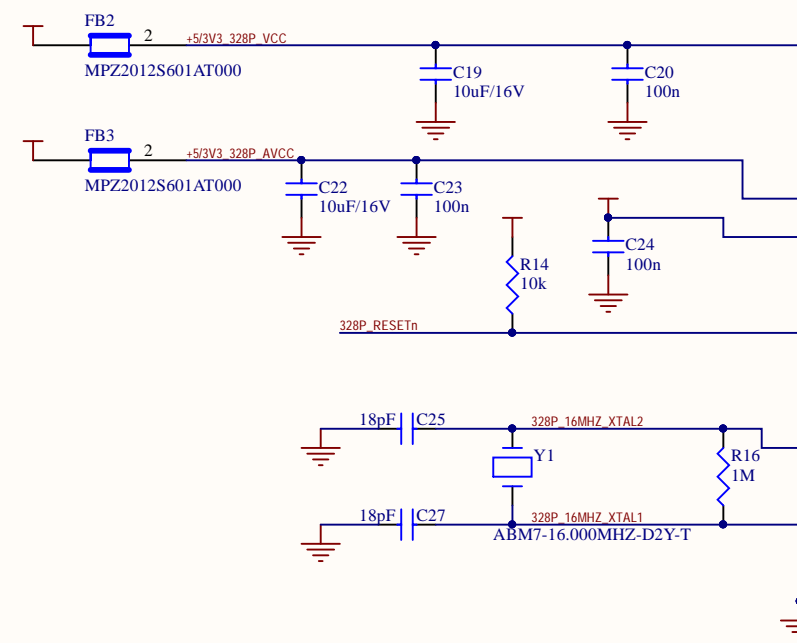 FB2
2
+5/3V3_328P_VCC
MPZ2012S601AT000
C19
10uF/16V
C20
100n
FB3
2
+5/3V3_328P_AVCC
MPZ2012S601AT000
C22
10uF/16V
C23
100n
C24
100n
R14
10k
328P_RESETn
18pF C25
328P_16MHZ_XTAL2
Y1
R16
1M
18pF C27
328P_16MHZ_XTAL1
ABM7-16.000MHZ-D2Y-T